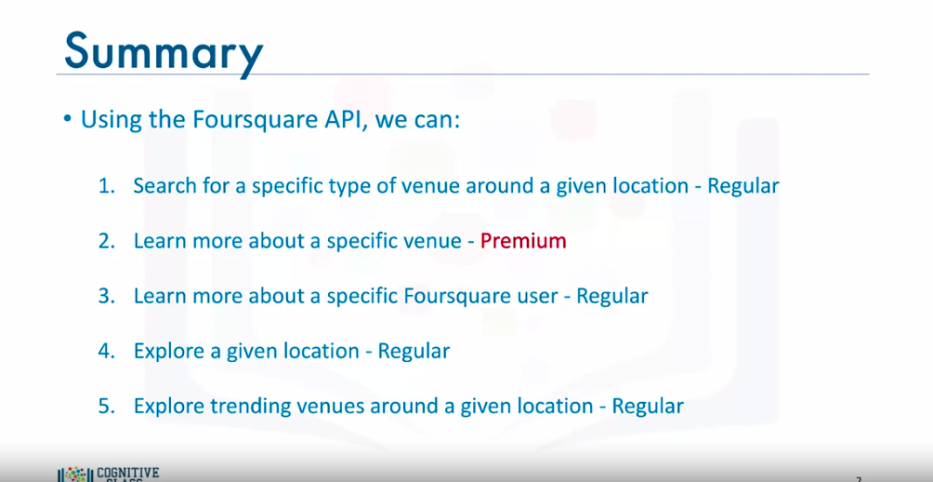 Summary
• Using the Foursquare API, we can:
1. Search for a specific type of venue around a given location - Regular
2. Learn more about a specific venue - Premium
3. Learn more about a specific Foursquare user - Regular
4. Explore a given location - Regular
5. Explore trending venues around a given location - Regular
COGNITIVE